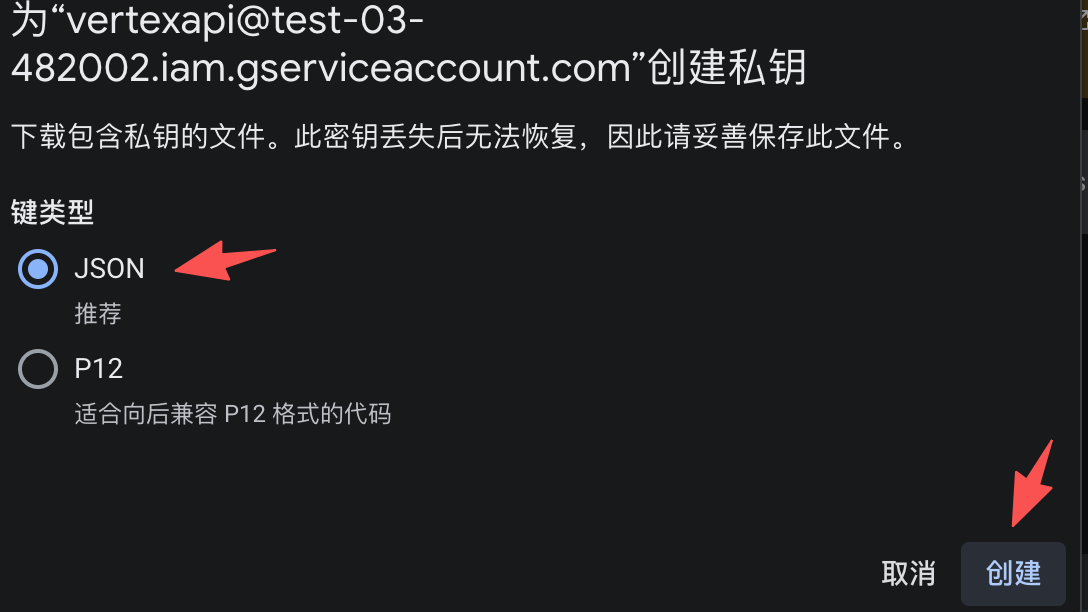 为“vertexapi@test-03-
482002.iam.gserviceaccount.com”创建私钥
下载包含私钥的文件。此密钥丢失后无法恢复，因此请妥善保存此文件。
键类型
JSON
推荐
P12
适合向后兼容 P12 格式的代码
取消
创建